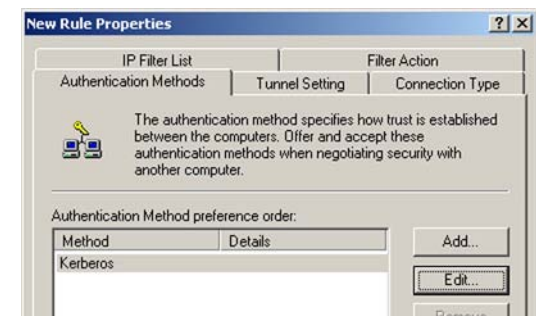 New Rule Properties
IP Filter List
Filter Action
Authentication Methods
Tunnel Setting
Connection Type
The authentication method specifies how trust is established
between the computers. Offer and accept these
authentication methods when negotiating security with
another computer.
Authentication Method preference order:
Method
Details
Add...
Kerberos
Edit...
Remove